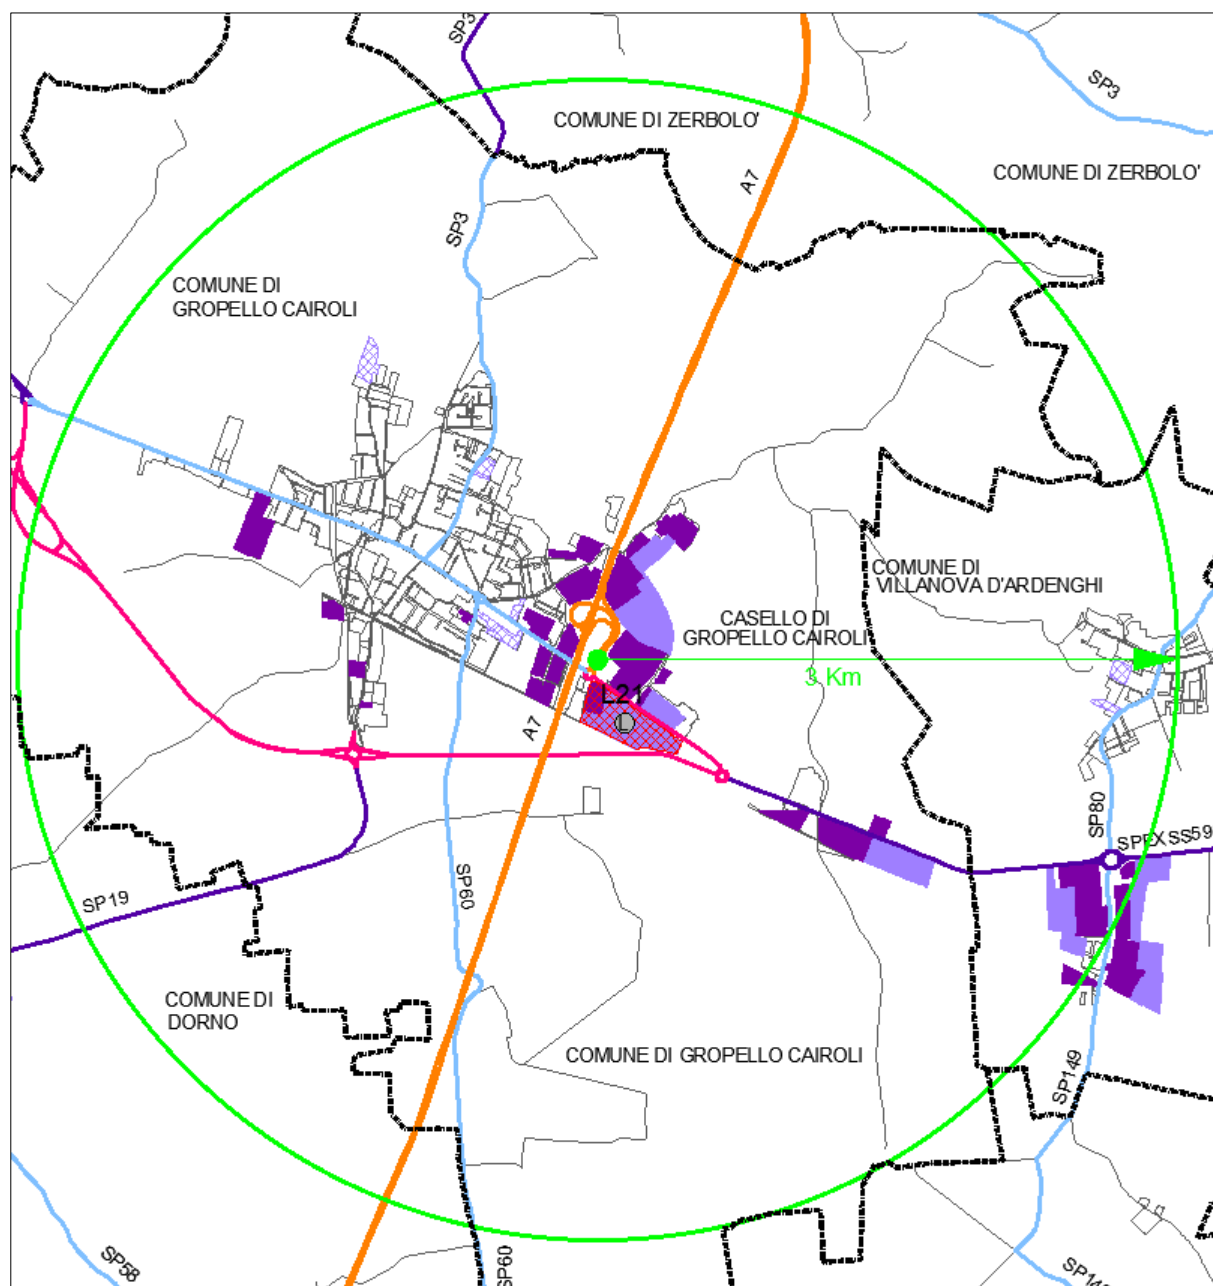 SP3
SP3
COMUNE DI ZERBOLO'
COMUNE DI ZERBOLO'
A7
SP3
COMUNE DI
GROPELLO CAIROLI
COMUNE DI
VILLANOVA D'ARDENGHI
CASELLO DI
GROPELLO CAIROLI
3 Km
L21
A7
SP80
SPEXSS59
SP60
SP19
COMUNE DI
DORNO
COMUNE DI GROPELLO CAIROLI
SP149
SP58
SP60